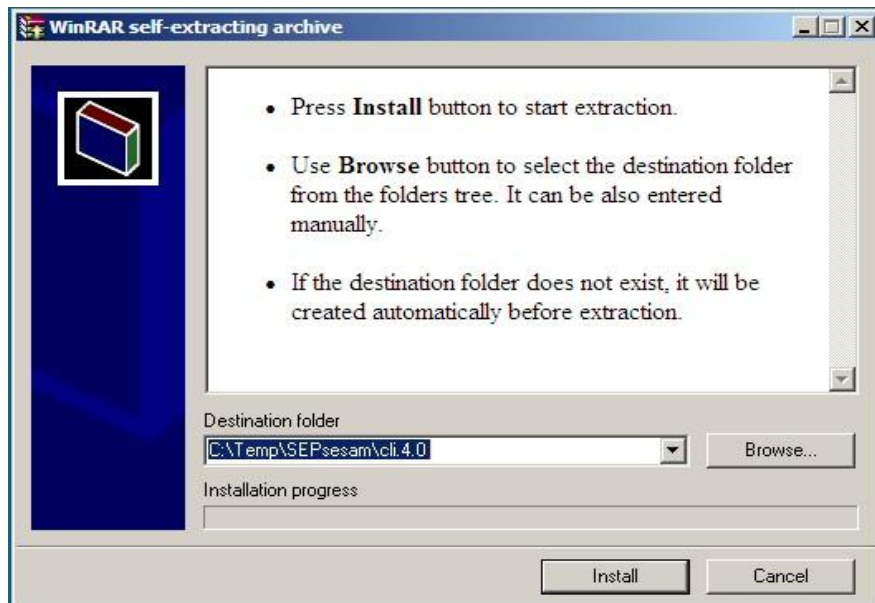 WinRAR self-extracting archive
• Press Install button to start extraction.
• Use Browse button to select the destination folder
from the folders tree. It can be also entered
manually.
• If the destination folder does not exist, it will be
created automatically before extraction.
Destination folder
C:\Temp\SEPsesam\cli.4.0
Browse...
Installation progress
Install
Cancel